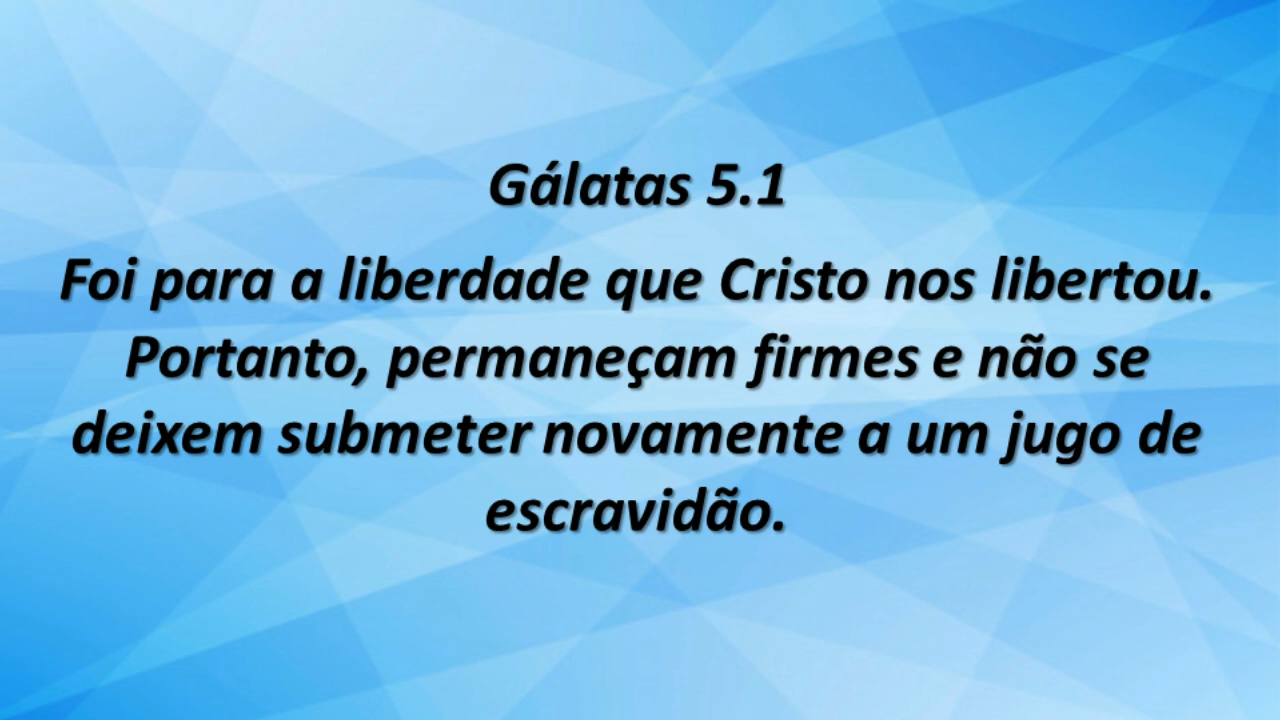 Gálatas 5.1
Foi para a liberdade que Cristo nos libertou.
Portanto, permaneçam firmes e não se
deixem submeter novamente a um jugo de
escravidão.